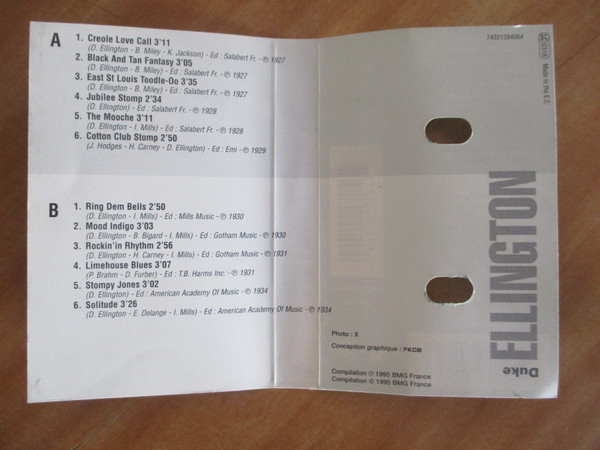 A
1. Creole Love Call 3'11
(D. Ellington - B. Miley - K. Jackson) - Ed : Salabert Fr. - ℗ 1927
2. Black And Tan Fantasy 3'05
(D. Ellington - B. Miley) - Ed : Salabert Fr. - ℗ 1927
3. East St Louis Toodle-Oo 3'35
(D. Ellington - B. Miley) - Ed : Salabert Fr. - ℗ 1927
4. Jubilee Stomp 2'34
(D. Ellington) - Ed : Salabert Fr. - ℗ 1928
5. The Mooche 3'11
(D. Ellington - I. Mills) - Ed : Salabert Fr. - ℗ 1928
6. Cotton Club Stomp 2'50
(J. Hodges - H. Carney - D. Ellington) - Ed : Emi - ℗ 1929
B
1. Ring Dem Bells 2'50
(D. Ellington - I. Mills) - Ed : Mills Music - ℗ 1930
2. Mood Indigo 3'03
(D. Ellington - B. Bigard - I. Mills) - Ed : Gotham Music - ℗ 1930
3. Rockin'in Rhythm 2'56
(D. Ellington - H. Carney - I. Mills) - Ed : Gotham Music - ℗ 1931
4. Limehouse Blues 3'07
(P. Brahm - D. Furber) - Ed : T.B. Harms Inc. - ℗ 1931
5. Stompy Jones 3'02
(D. Ellington) - Ed : American Academy Of Music - ℗ 1934
6. Solitude 3'26
(D. Ellington - E. Delange - I. Mills) - Ed : American Academy Of Music - ℗ 1934
74321284064
Made in the E.C.
Duke
ELLINGTON
Photo : X
Conception graphique : FKGB
Compilation ℗ 1995 BMG France
Compilation © 1995 BMG France